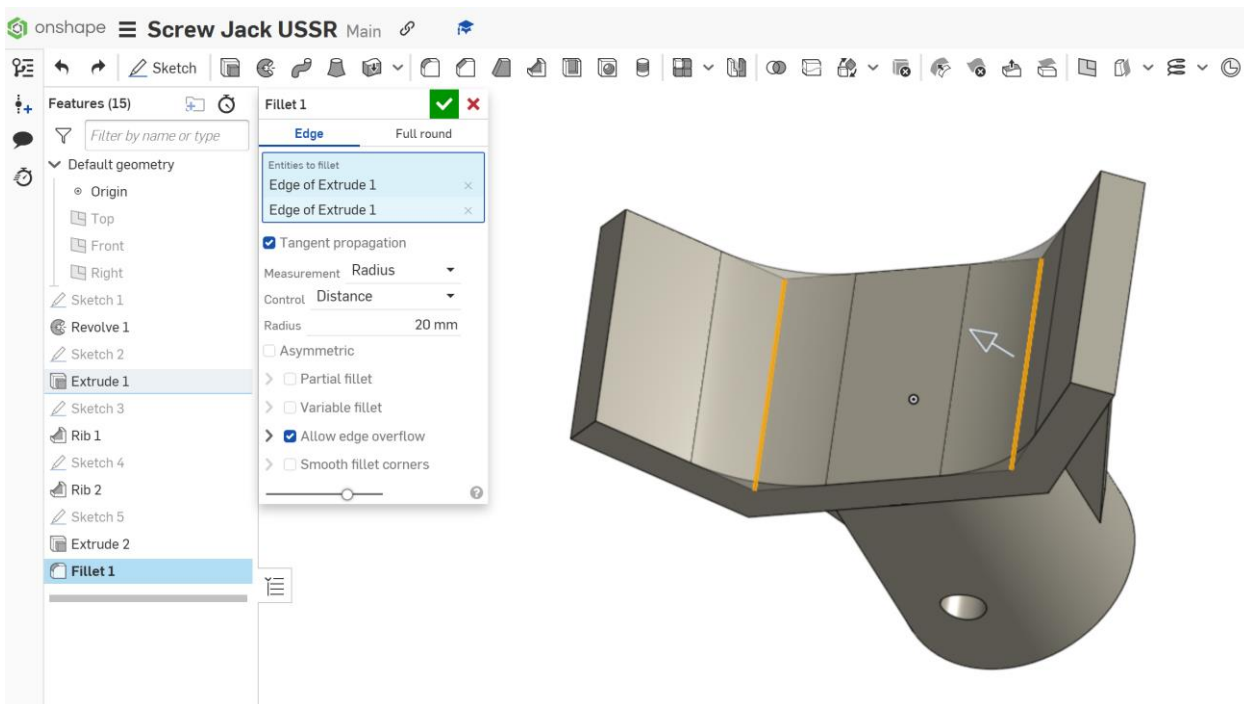 onshape Screw Jack USSR Main
Sketch
Features (15)
Filter by name or type
Default geometry
Origin
Top
Front
Right
Sketch 1
Revolve 1
Sketch 2
Extrude 1
Sketch 3
Rib 1
Sketch 4
Rib 2
Sketch 5
Extrude 2
Fillet 1
Fillet 1
Edge Full round
Entities to fillet
Edge of Extrude 1
Edge of Extrude 1
Tangent propagation
Measurement Radius
Control Distance
Radius 20 mm
Asymmetric
Partial fillet
Variable fillet
Allow edge overflow
Smooth fillet corners